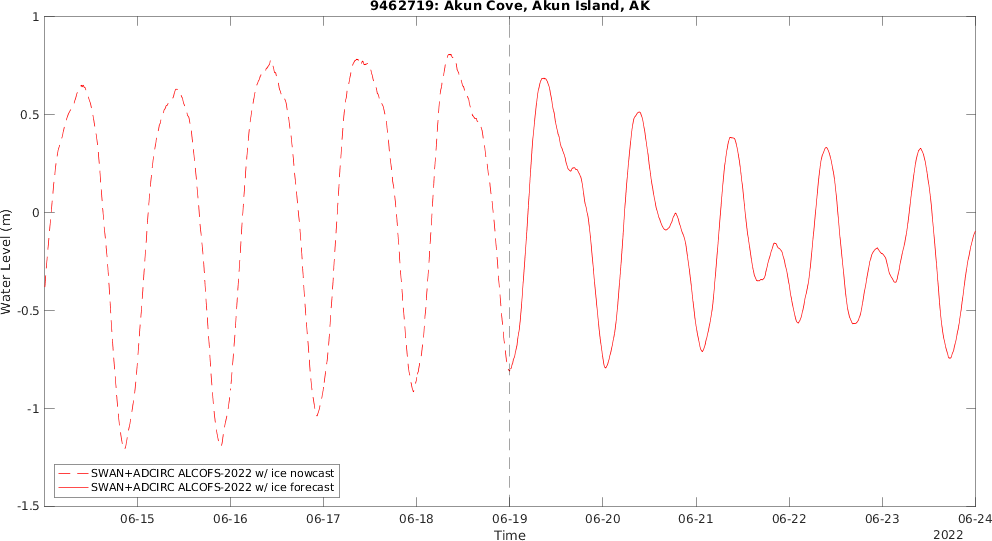 9462719: Akun Cove, Akun Island, AK
1
0.5
0
-0.5
-1
-1.5
Water Level (m)
SWAN+ADCIRC ALCOFS-2022 w/ ice nowcast
SWAN+ADCIRC ALCOFS-2022 w/ ice forecast
06-15 06-16 06-17 06-18 06-19 06-20 06-21 06-22 06-23 06-24
Time
2022